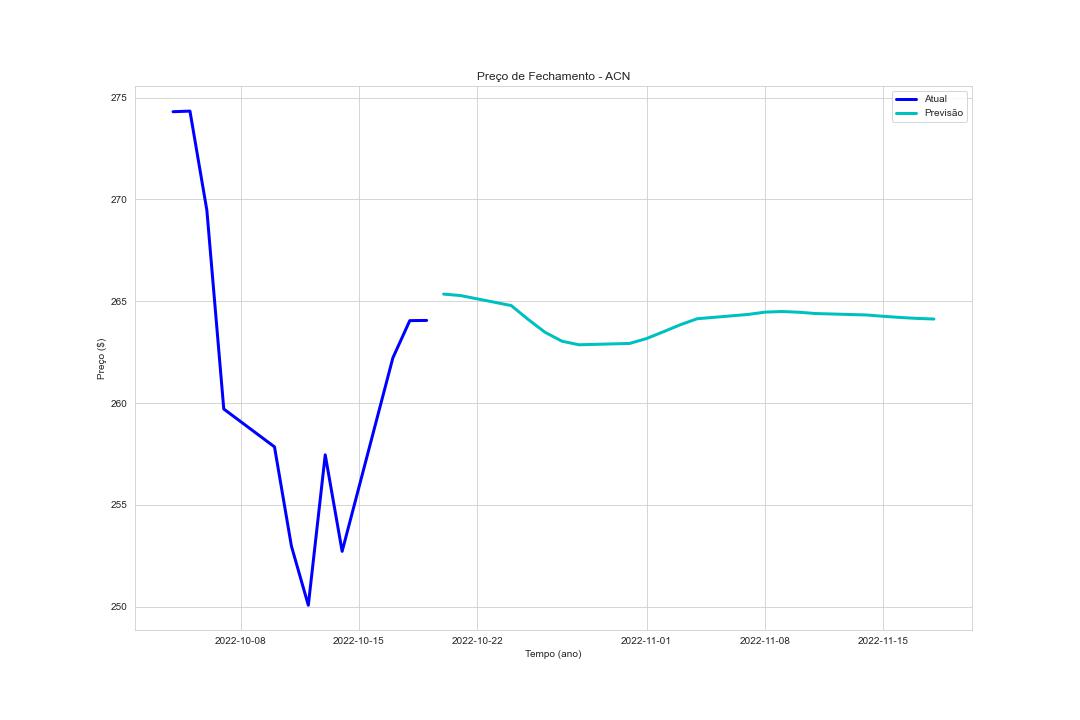 Preço de Fechamento - ACN
Atual
Previsão
275
270
265
260
255
250
Preço ($)
2022-10-08
2022-10-15
2022-10-22
2022-11-01
2022-11-08
2022-11-15
Tempo (ano)